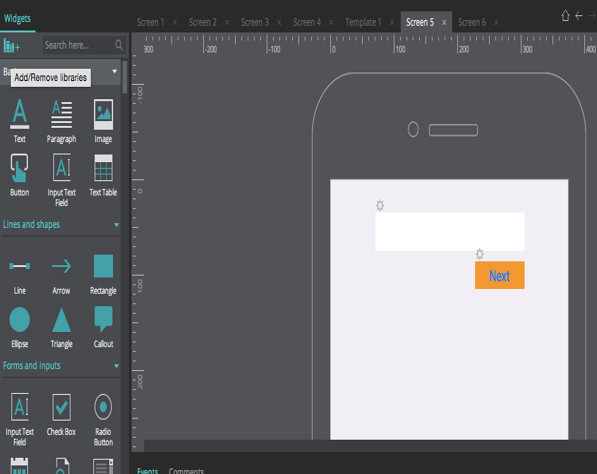 Widgets
Screen 1 x Screen 2 x Screen 3 x Screen 4 x Template 1 x Screen 5 x Screen 6 x
Search here...
300 -200 -100 0 100 200 300 400
Ba
Add/Remove libraries
Text Paragraph Image
Button Input Text Field Text Table
Lines and shapes
Line Arrow Rectangle
Ellipse Triangle Callout
Forms and inputs
Input Text Field Check Box Radio Button
-100
0
100
200
Next
Events Comments